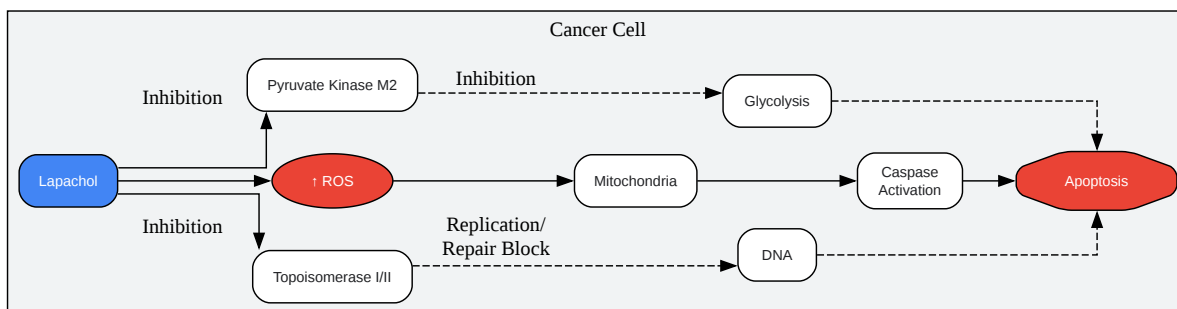 Cancer Cell
Pyruvate Kinase M2
Inhibition
Inhibition
Glycolysis
Lapachol
↑ ROS
Mitochondria
Caspase
Activation
Apoptosis
Inhibition
Replication/
Repair Block
Topoisomerase I/II
DNA